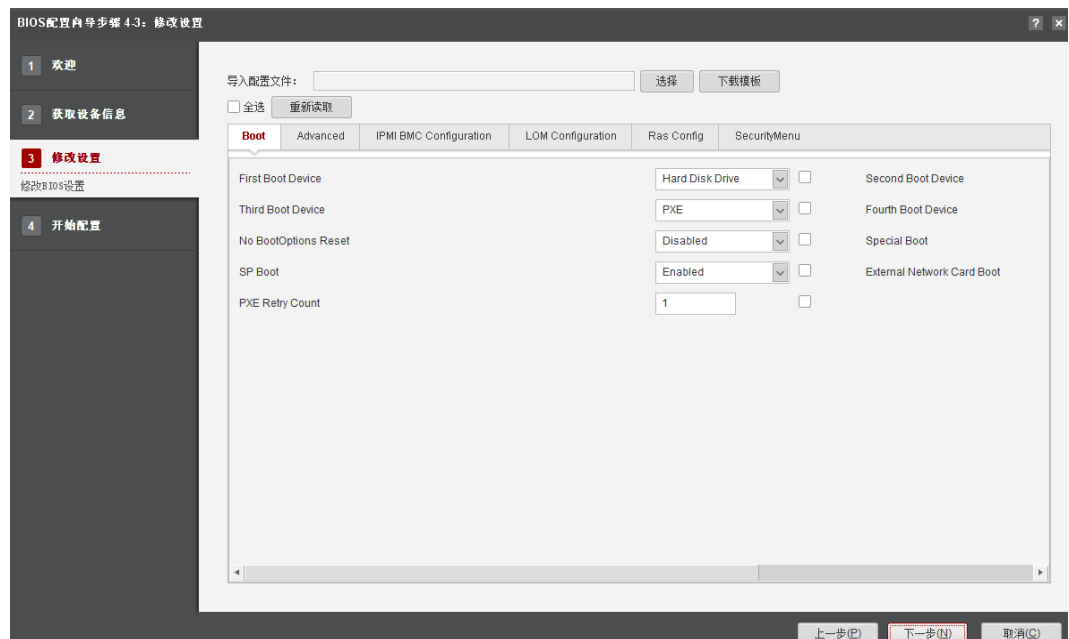 BIOS配置向导步骤 4-3：修改设置 ? ×
1 欢迎
2 获取设备信息
3 修改设置
修改BIOS设置
4 开始配置
导入配置文件： 选择 下载模板
全选 重新读取
Boot Advanced IPMI BMC Configuration LOM Configuration Ras Config SecurityMenu
First Boot Device Hard Disk Drive Second Boot Device
Third Boot Device PXE Fourth Boot Device
No BootOptions Reset Disabled Special Boot
SP Boot Enabled External Network Card Boot
PXE Retry Count 1
上一步(P) 下一步(N) 取消(C)